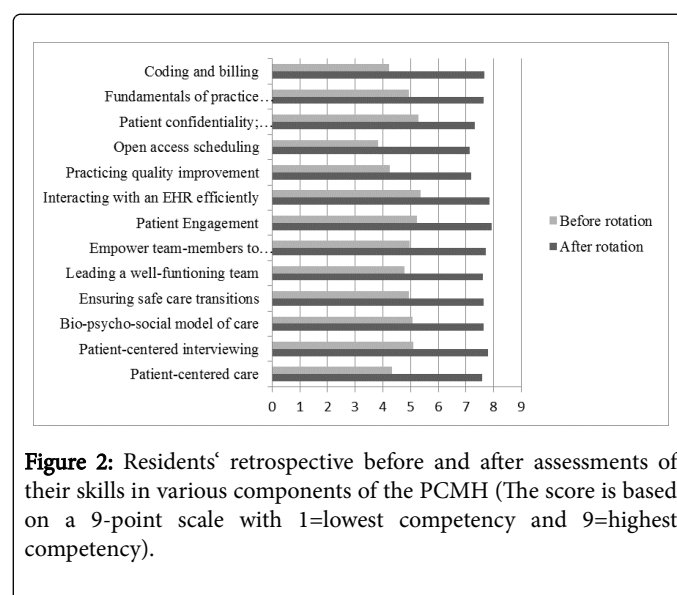 Coding and billing
Fundamentals of practice…
Patient confidentiality;…
Open access scheduling
Practicing quality improvement
Interacting with an EHR efficiently
Patient Engagement
Empower team-members to…
Leading a well-funtioning team
Ensuring safe care transitions
Bio-psycho-social model of care
Patient-centered interviewing
Patient-centered care
0 1 2 3 4 5 6 7 8 9
Before rotation
After rotation
Figure 2: Residents‘ retrospective before and after assessments of
their skills in various components of the PCMH (The score is based
on a 9-point scale with 1=lowest competency and 9=highest
competency).